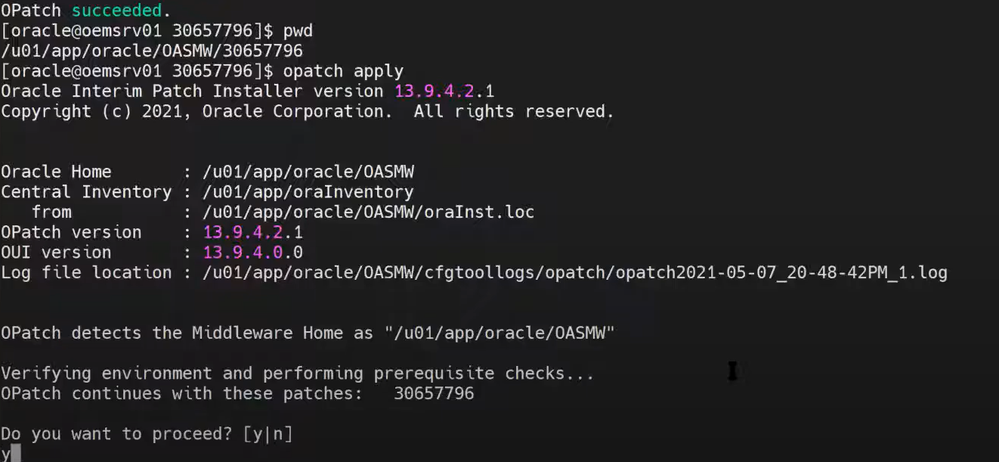 OPatch succeeded.
[oracle@oemsrv01 30657796]$ pwd
/u01/app/oracle/OASMW/30657796
[oracle@oemsrv01 30657796]$ opatch apply
Oracle Interim Patch Installer version 13.9.4.2.1
Copyright (c) 2021, Oracle Corporation.  All rights reserved.
Oracle Home       : /u01/app/oracle/OASMW
Central Inventory : /u01/app/oraInventory
   from           : /u01/app/oracle/OASMW/oraInst.loc
OPatch version    : 13.9.4.2.1
OUI version       : 13.9.4.0.0
Log file location : /u01/app/oracle/OASMW/cfgtoollogs/opatch/opatch2021-05-07_20-48-42PM_1.log
OPatch detects the Middleware Home as "/u01/app/oracle/OASMW"
Verifying environment and performing prerequisite checks...
OPatch continues with these patches:   30657796
Do you want to proceed? [y|n]
y